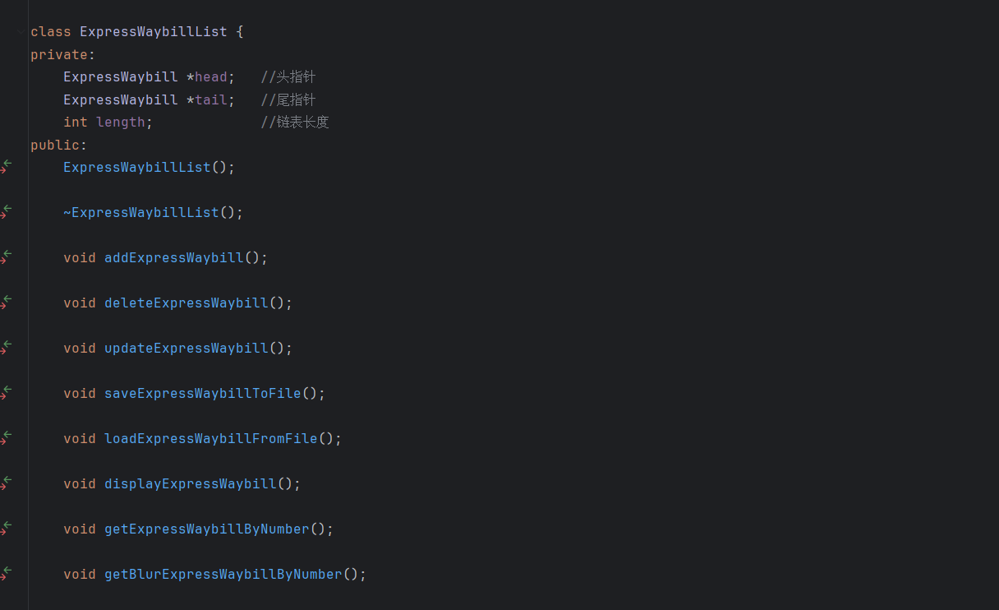 class ExpressWaybillList {
private:
    ExpressWaybill *head;   //头指针
    ExpressWaybill *tail;   //尾指针
    int length;             //链表长度
public:
    ExpressWaybillList();
    ~ExpressWaybillList();
    void addExpressWaybill();
    void deleteExpressWaybill();
    void updateExpressWaybill();
    void saveExpressWaybillToFile();
    void loadExpressWaybillFromFile();
    void displayExpressWaybill();
    void getExpressWaybillByNumber();
    void getBlurExpressWaybillByNumber();